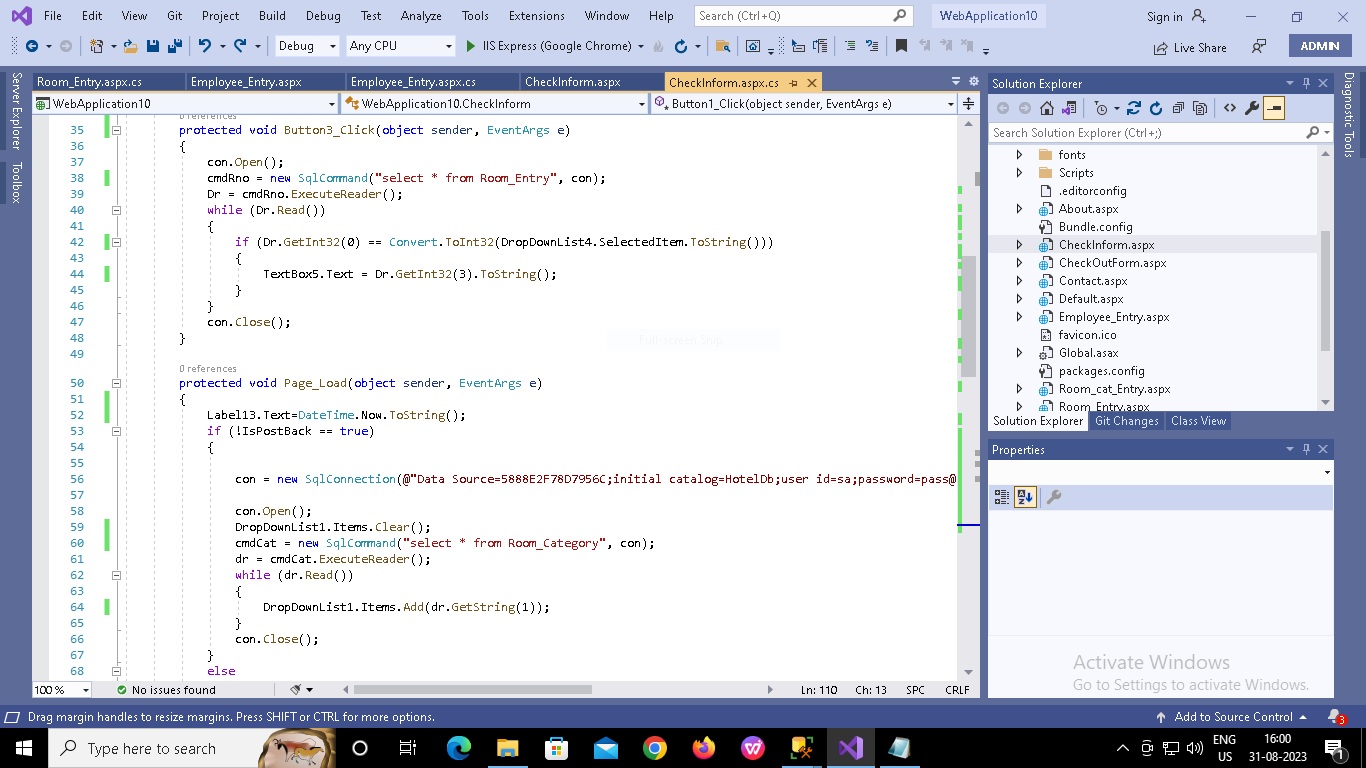 File Edit View Git Project Build Debug Test Analyze Tools Extensions Window Help Search (Ctrl+Q) WebApplication10 Sign in
Debug Any CPU IIS Express (Google Chrome) Live Share ADMIN
Server Explorer
Toolbox
Room_Entry.aspx.cs Employee_Entry.aspx Employee_Entry.aspx.cs CheckInform.aspx CheckInform.aspx.cs
WebApplication10 WebApplication10.CheckInform Button1_Click(object sender, EventArgs e)
0 references
35 protected void Button3_Click(object sender, EventArgs e)
36 {
37 con.Open();
38 cmdRno = new SqlCommand("select * from Room_Entry", con);
39 Dr = cmdRno.ExecuteReader();
40 while (Dr.Read())
41 {
42 if (Dr.GetInt32(0) == Convert.ToInt32(DropDownList4.SelectedItem.ToString()))
43 {
44 TextBox5.Text = Dr.GetInt32(3).ToString();
45 }
46 }
47 con.Close();
48 }
49
0 references
50 protected void Page_Load(object sender, EventArgs e)
51 {
52 Label13.Text=DateTime.Now.ToString();
53 if (!IsPostBack == true)
54 {
55
56 con = new SqlConnection(@"Data Source=5888E2F78D7956C;initial catalog=HotelDb;user id=sa;password=pass@
57
58 con.Open();
59 DropDownList1.Items.Clear();
60 cmdCat = new SqlCommand("select * from Room_Category", con);
61 dr = cmdCat.ExecuteReader();
62 while (dr.Read())
63 {
64 DropDownList1.Items.Add(dr.GetString(1));
65 }
66 con.Close();
67 }
68 else
Full-screen Snip
100 % No issues found Ln: 110 Ch: 13 SPC CRLF
Solution Explorer
Search Solution Explorer (Ctrl+;)
fonts
Scripts
.editorconfig
About.aspx
Bundle.config
CheckInform.aspx
CheckOutForm.aspx
Contact.aspx
Default.aspx
Employee_Entry.aspx
favicon.ico
Global.asax
packages.config
Room_cat_Entry.aspx
Room_Entry.aspx
Solution Explorer Git Changes Class View
Properties
Diagnostic Tools
Activate Windows
Go to Settings to activate Windows.
Drag margin handles to resize margins. Press SHIFT or CTRL for more options. Add to Source Control 3
Type here to search
ENG
US
16:00
31-08-2023
1